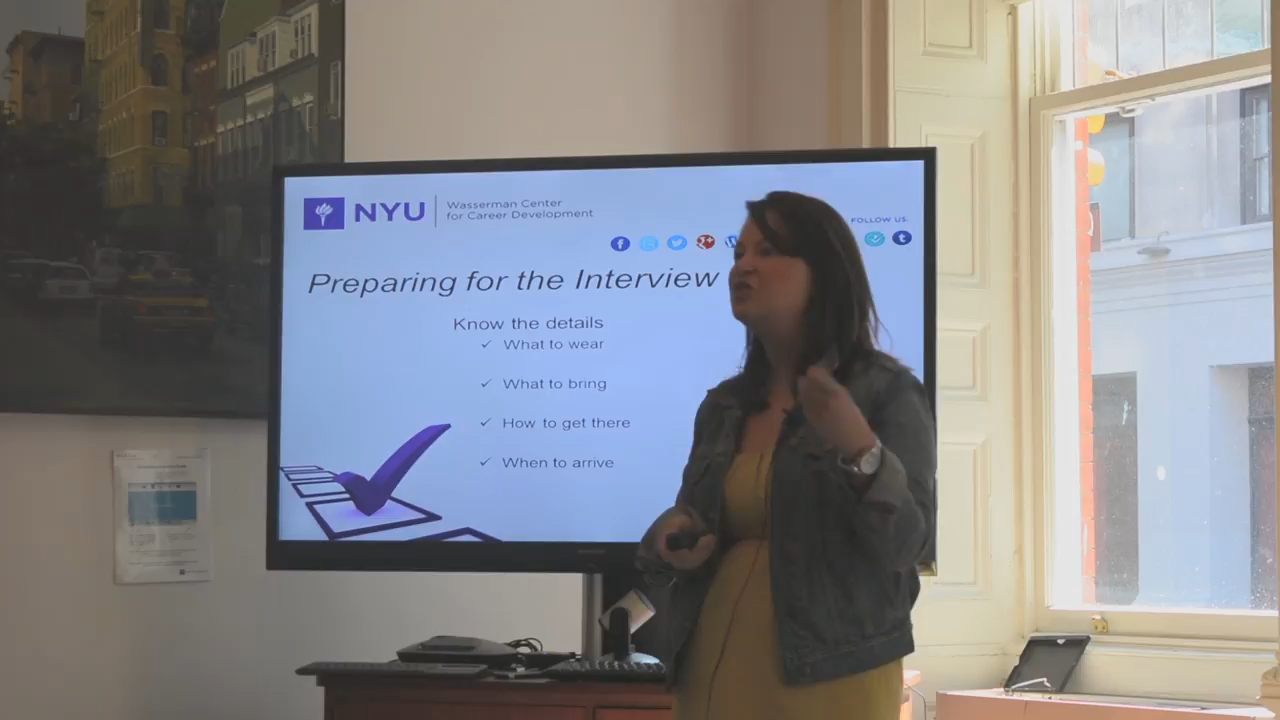 NYU
Wasserman Center
for Career Development
FOLLOW US:
Preparing for the Interview
Know the details
✓ What to wear
✓ What to bring
✓ How to get there
✓ When to arrive